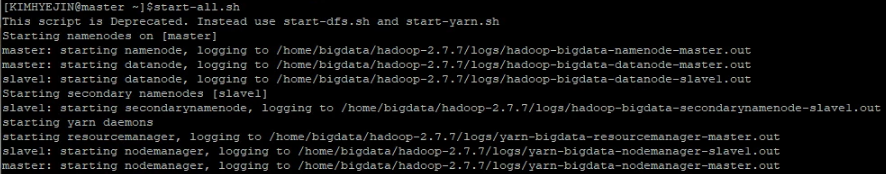 [KIMHYEJIN@master ~]$start-all.sh
This script is Deprecated. Instead use start-dfs.sh and start-yarn.sh
Starting namenodes on [master]
master: starting namenode, logging to /home/bigdata/hadoop-2.7.7/logs/hadoop-bigdata-namenode-master.out
master: starting datanode, logging to /home/bigdata/hadoop-2.7.7/logs/hadoop-bigdata-datanode-master.out
slave1: starting datanode, logging to /home/bigdata/hadoop-2.7.7/logs/hadoop-bigdata-datanode-slave1.out
Starting secondary namenodes [slave1]
slave1: starting secondarynamenode, logging to /home/bigdata/hadoop-2.7.7/logs/hadoop-bigdata-secondarynamenode-slave1.out
starting yarn daemons
starting resourcemanager, logging to /home/bigdata/hadoop-2.7.7/logs/yarn-bigdata-resourcemanager-master.out
slave1: starting nodemanager, logging to /home/bigdata/hadoop-2.7.7/logs/yarn-bigdata-nodemanager-slave1.out
master: starting nodemanager, logging to /home/bigdata/hadoop-2.7.7/logs/yarn-bigdata-nodemanager-master.out